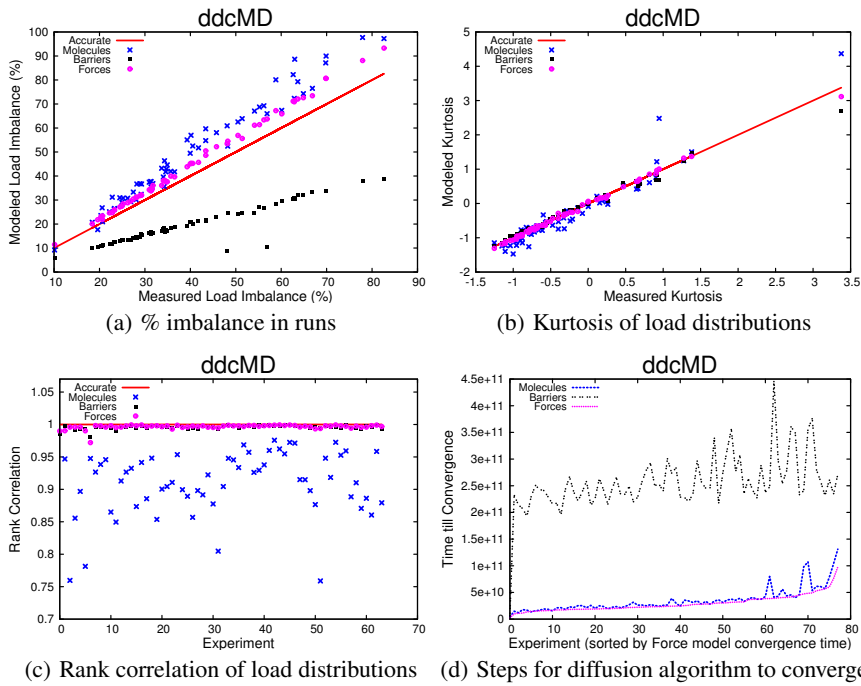 ddcMD
Modeled Load Imbalance (%)
100
90
80
70
60
50
40
30
20
10
0
Accurate
Molecules
Barriers
Forces
10 20 30 40 50 60 70 80 90
Measured Load Imbalance (%)
(a) % imbalance in runs
ddcMD
Modeled Kurtosis
5
4
3
2
1
0
-1
-2
Accurate
Molecules
Barriers
Forces
-1.5 -1 -0.5 0 0.5 1 1.5 2 2.5 3 3.5
Measured Kurtosis
(b) Kurtosis of load distributions
ddcMD
Rank Correlation
1.05
1
0.95
0.9
0.85
0.8
0.75
0.7
Accurate
Molecules
Barriers
Forces
0 10 20 30 40 50 60 70
Experiment
(c) Rank correlation of load distributions
ddcMD
Time till Convergence
4.5e+11
4e+11
3.5e+11
3e+11
2.5e+11
2e+11
1.5e+11
1e+11
5e+10
0
Molecules
Barriers
Forces
0 10 20 30 40 50 60 70 80
Experiment (sorted by Force model convergence time)
(d) Steps for diffusion algorithm to converge